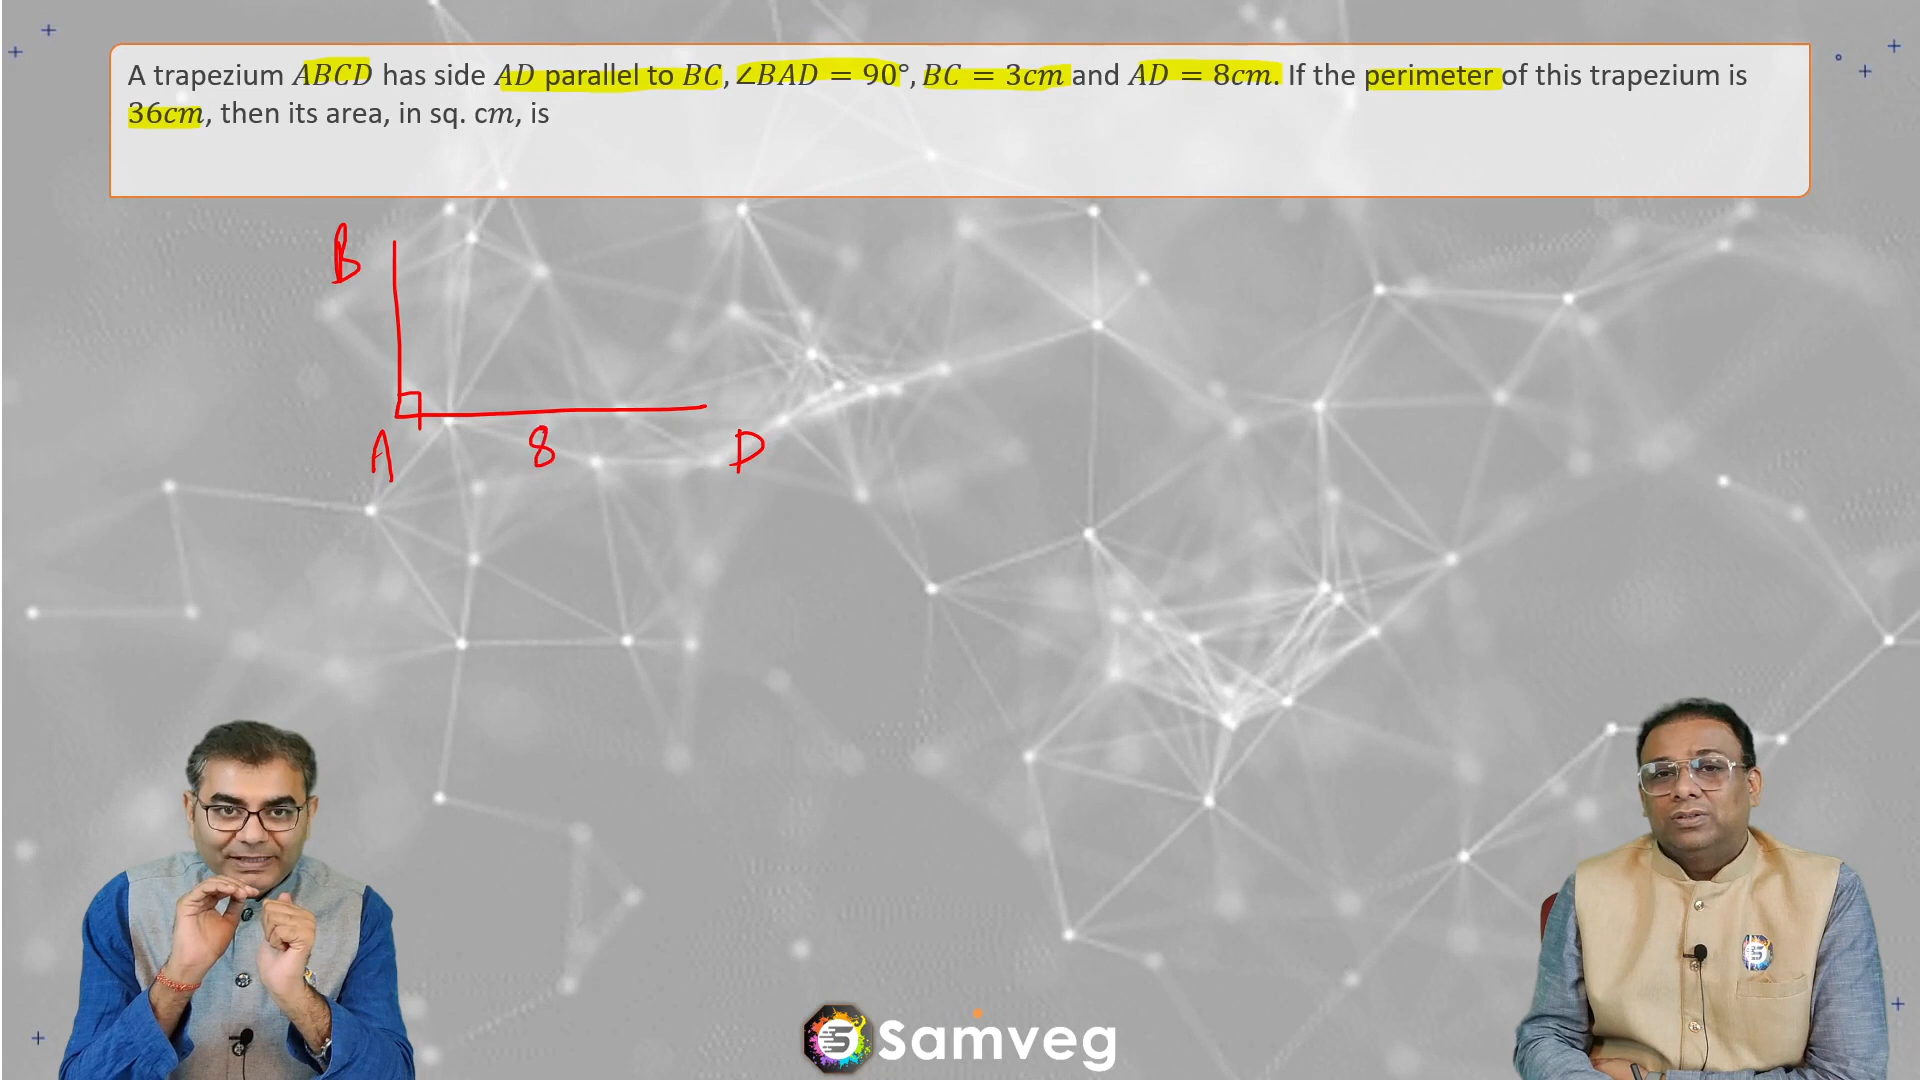 A trapezium ABCD has side AD parallel to BC, ∠BAD = 90°, BC = 3cm and AD = 8cm. If the perimeter of this trapezium is
36cm, then its area, in sq. cm, is
B
A 8 D
Samveg